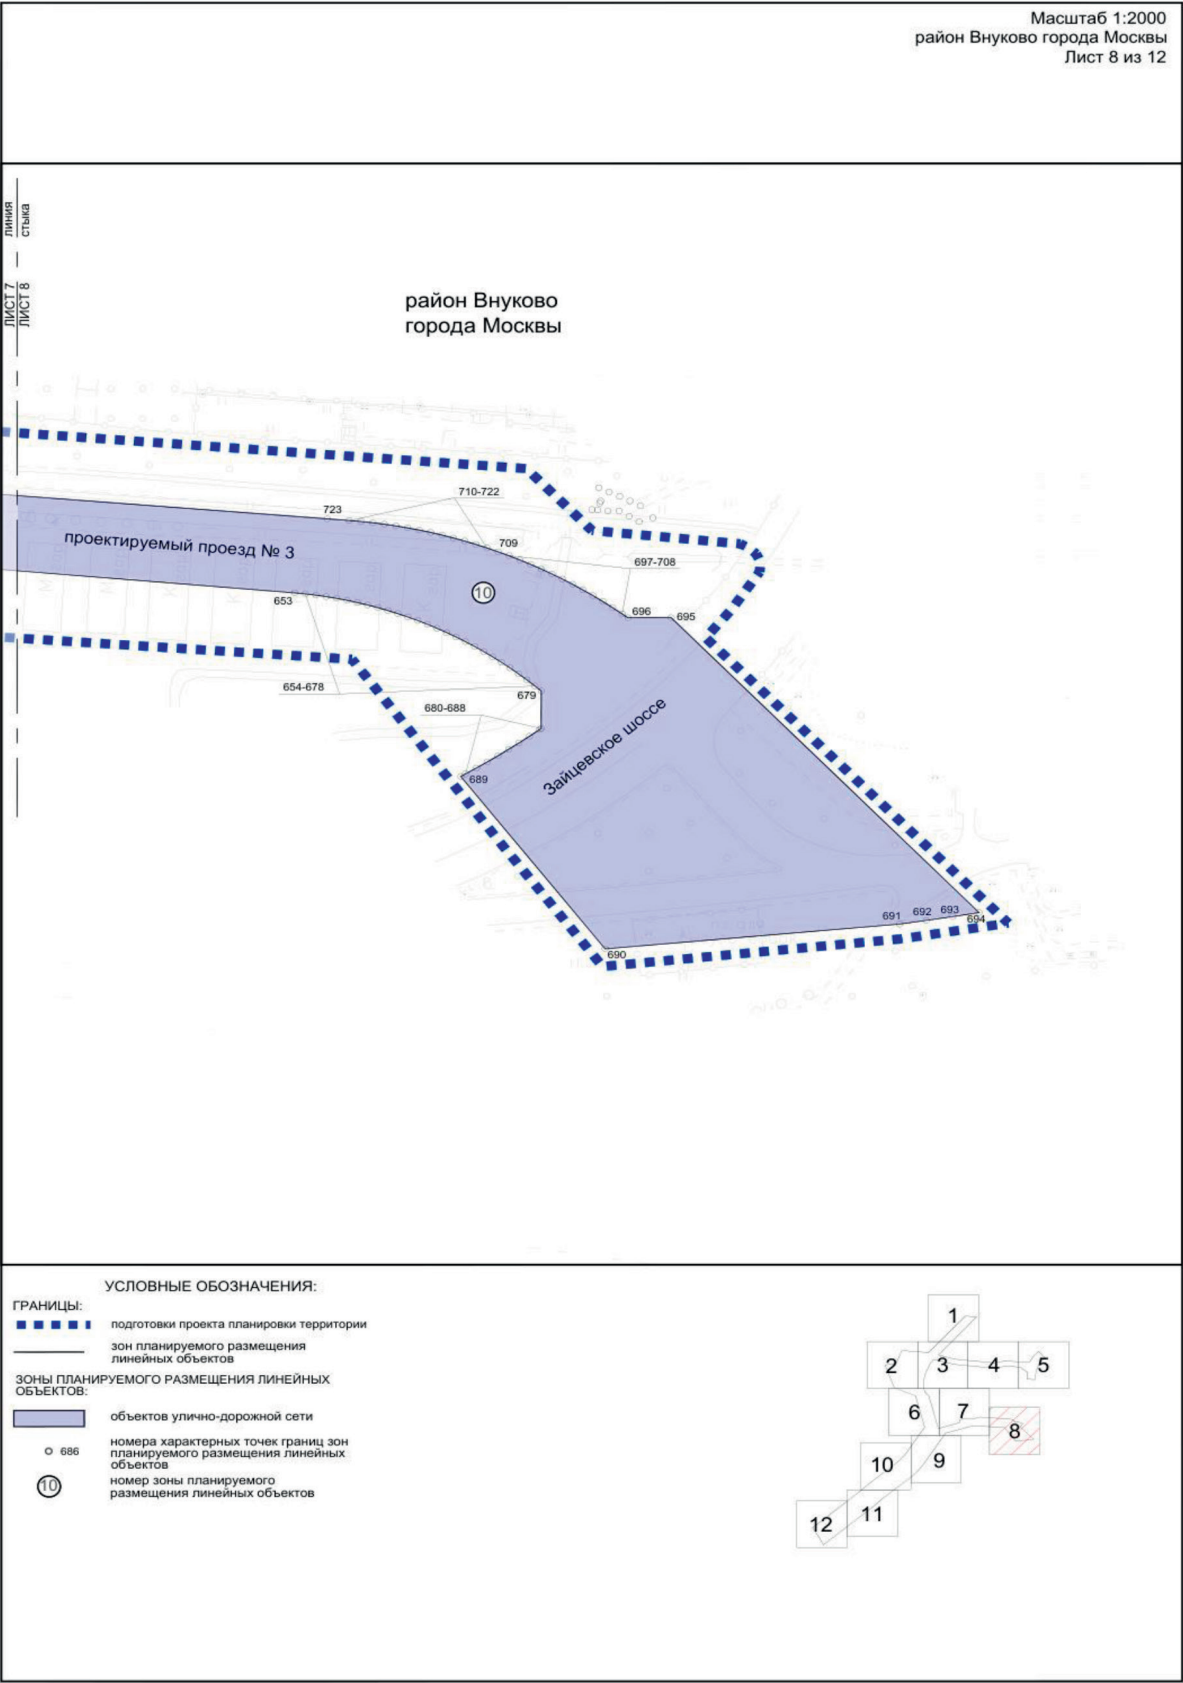 Масштаб 1:2000
район Внуково города Москвы
Лист 8 из 12
линия
стыка
ЛИСТ 7
ЛИСТ 8
район Внуково
города Москвы
710-722
723
709
проектируемый проезд № 3
697-708
10
653
696
695
654-678
679
680-688
Зайцевское шоссе
689
691
692
693
694
690
УСЛОВНЫЕ ОБОЗНАЧЕНИЯ:
ГРАНИЦЫ:
подготовки проекта планировки территории
зон планируемого размещения
линейных объектов
ЗОНЫ ПЛАНИРУЕМОГО РАЗМЕЩЕНИЯ ЛИНЕЙНЫХ
ОБЪЕКТОВ:
объектов улично-дорожной сети
686
номера характерных точек границ зон
планируемого размещения линейных
объектов
10
номер зоны планируемого
размещения линейных объектов
1
2
3
4
5
6
7
8
9
10
11
12